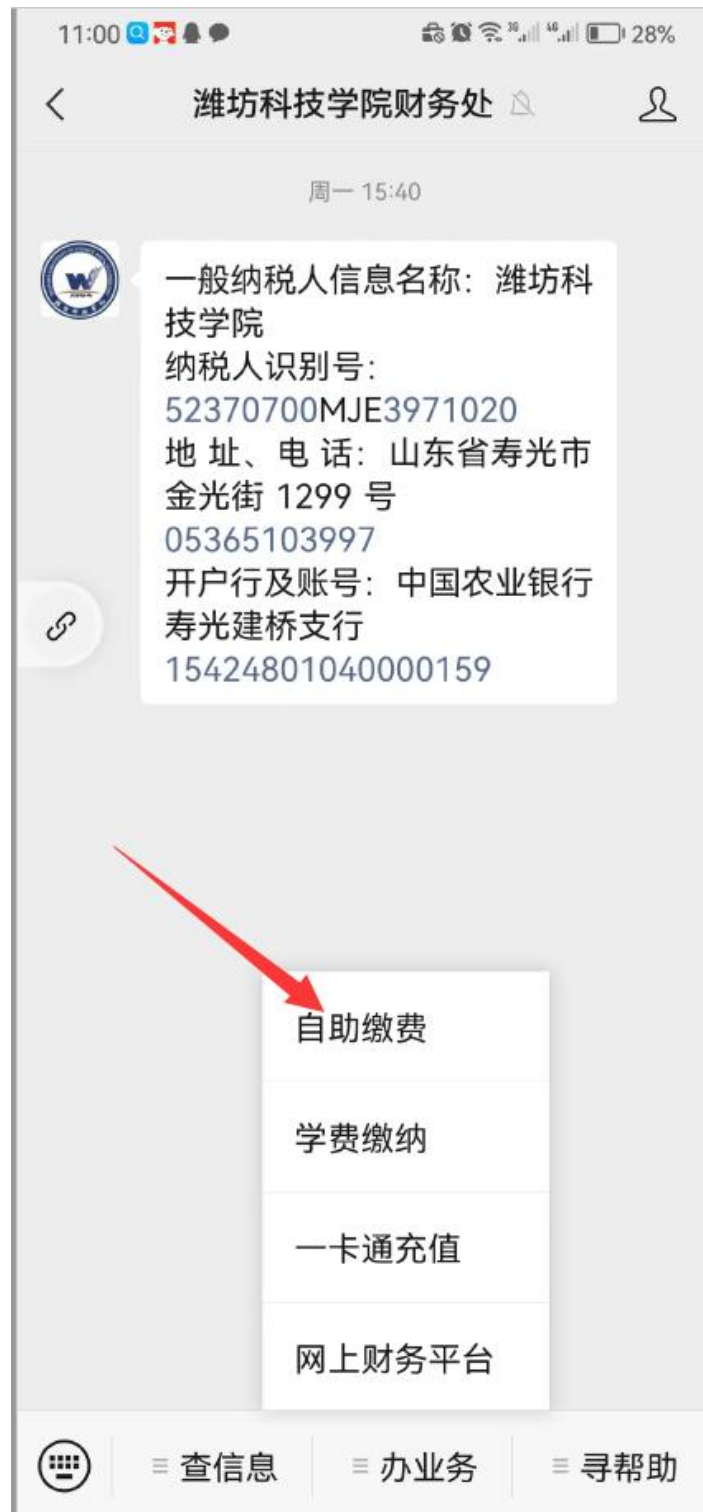 11:00 28%
潍坊科技学院财务处
周一 15:40
一般纳税人信息名称：潍坊科
技学院
纳税人识别号：
52370700MJE3971020
地 址、电 话：山东省寿光市
金光街 1299 号
05365103997
开户行及账号：中国农业银行
寿光建桥支行
15424801040000159
自助缴费
学费缴纳
一卡通充值
网上财务平台
查信息 办业务 寻帮助